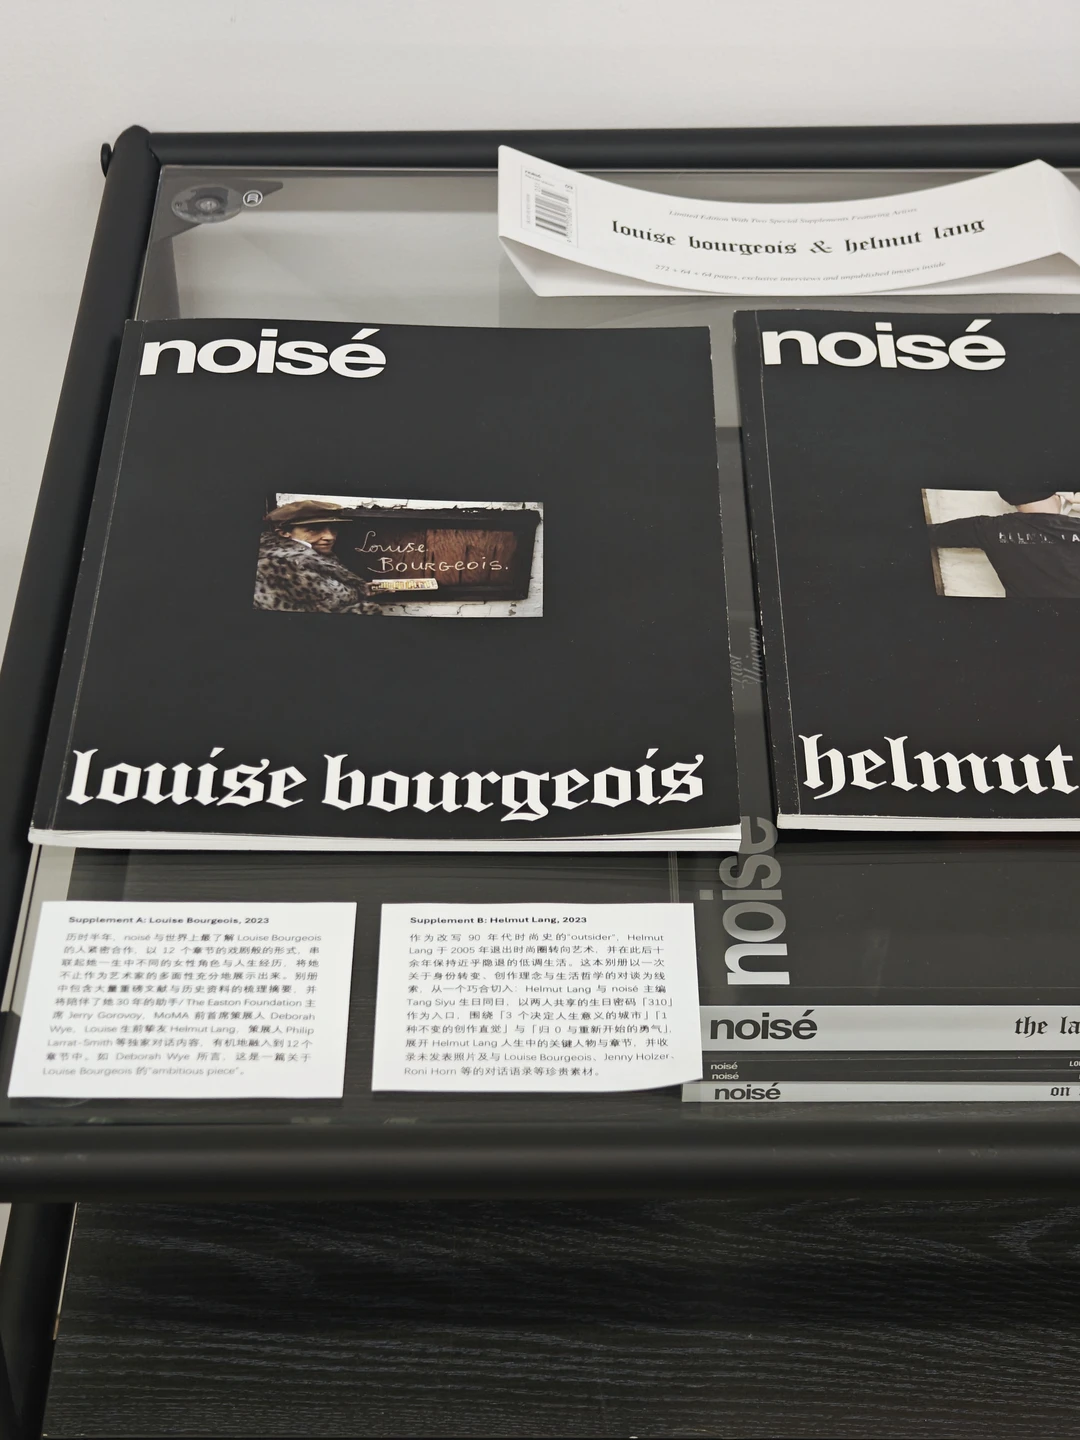 Limited Edition With Two Special Supplements Featuring Artists
louise bourgeois & helmut lang
272 + 64 + 64 pages, exclusive interviews and unpublished images inside
noisé
Louise
Bourgeois.
louise bourgeois
noisé
helmut
noisé
noisé
the la
noisé
noisé
noisé
on
Supplement A: Louise Bourgeois, 2023
历时半年，noisé 与世界上最了解 Louise Bourgeois
的人紧密合作，以 12 个章节的戏剧般的形式，串
联起她一生中不同的女性角色与人生经历，将她
不止作为艺术家的多面性充分地展示出来。别册
中包含大量重磅文献与历史资料的梳理摘要，并
将陪伴了她 30 年的助手/ The Easton Foundation 主
席 Jerry Gorovoy，MoMA 前首席策展人 Deborah
Wye，Louise 生前挚友 Helmut Lang，策展人 Philip
Larrat-Smith 等独家对话内容，有机地融入到 12 个
章节中。如 Deborah Wye 所言，这是一篇关于
Louise Bourgeois 的“ambitious piece”。
Supplement B: Helmut Lang, 2023
作为改写 90 年代时尚史的“outsider”，Helmut
Lang 于 2005 年退出时尚圈转向艺术，并在此后十
余年保持近乎隐退的低调生活。这本别册以一次
关于身份转变、创作理念与生活哲学的对谈为线
索，从一个巧合切入：Helmut Lang 与 noisé 主编
Tang Siyu 生日同日，以两人共享的生日密码「310」
作为入口，围绕「3 个决定人生意义的城市」「1
种不变的创作直觉」与「归 0 与重新开始的勇气」，
展开 Helmut Lang 人生中的关键人物与章节，并收
录未发表照片及与 Louise Bourgeois、Jenny Holzer、
Roni Horn 等的对话语录等珍贵素材。